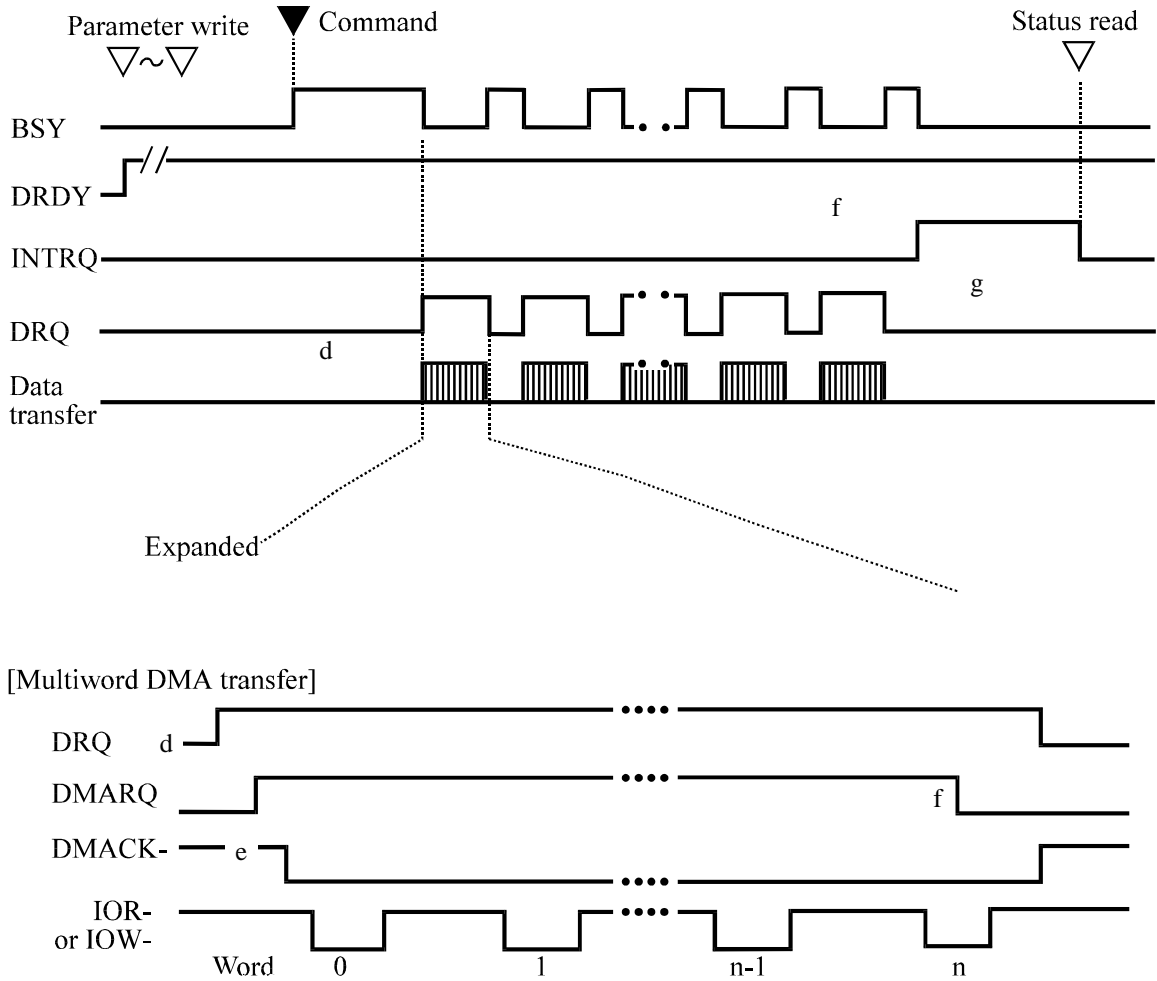 Parameter write
Command
Status read
BSY
DRDY
f
INTRQ
g
DRQ
d
Data
transfer
Expanded
[Multiword DMA transfer]
DRQ d
DMARQ f
DMACK- e
IOR-
or IOW-
Word 0 1 n-1 n